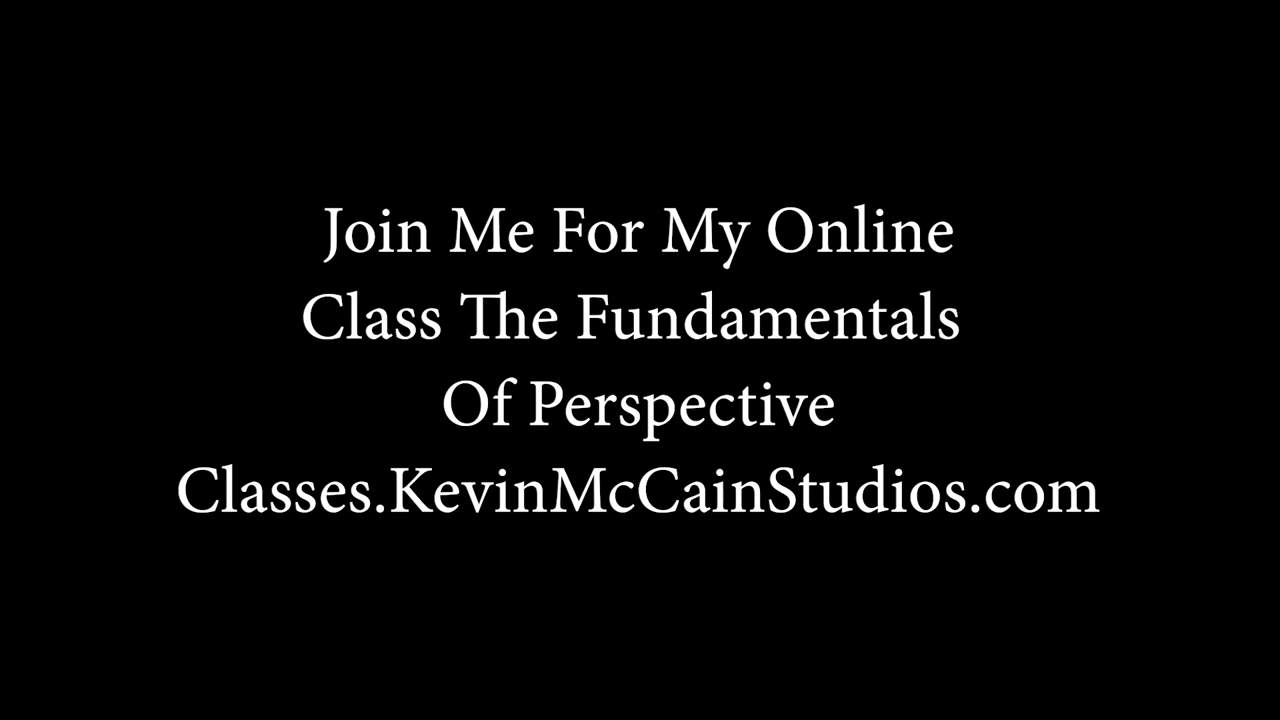 Join Me For My Online
Class The Fundamentals
Of Perspective
Classes.KevinMcCainStudios.com